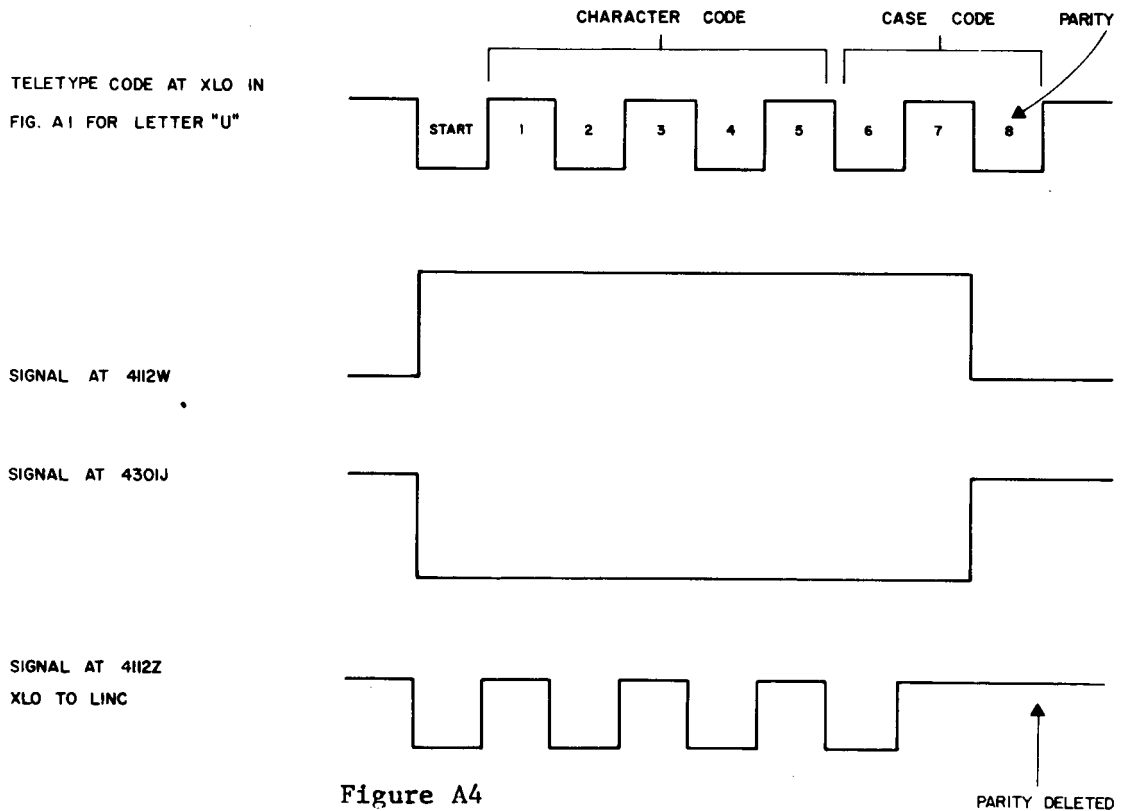 CHARACTER CODE
CASE CODE
PARITY
TELETYPE CODE AT XLO IN
FIG. A1 FOR LETTER "U"
START 1 2 3 4 5 6 7 8
SIGNAL AT 4112W
SIGNAL AT 4301J
SIGNAL AT 4112Z
XLO TO LINC
Figure A4
PARITY DELETED